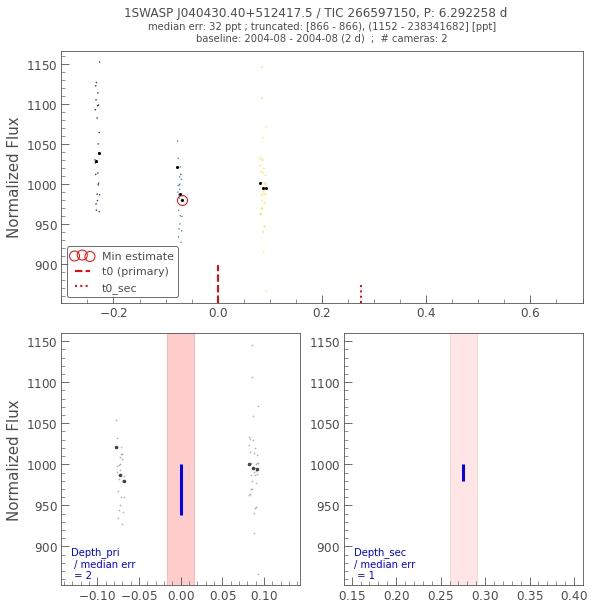 1SWASP J040430.40+512417.5 / TIC 266597150, P: 6.292258 d
median err: 32 ppt ; truncated: [866 - 866), (1152 - 238341682] [ppt]
baseline: 2004-08 - 2004-08 (2 d)  ;  # cameras: 2
Normalized Flux
1150
1100
1050
1000
950
900
Min estimate
t0 (primary)
t0_sec
−0.2 0.0 0.2 0.4 0.6
Normalized Flux
1150
1100
1050
1000
950
900
Depth_pri
/ median err
= 2
−0.10 −0.05 0.00 0.05 0.10
1150
1100
1050
1000
950
900
Depth_sec
/ median err
= 1
0.15 0.20 0.25 0.30 0.35 0.40